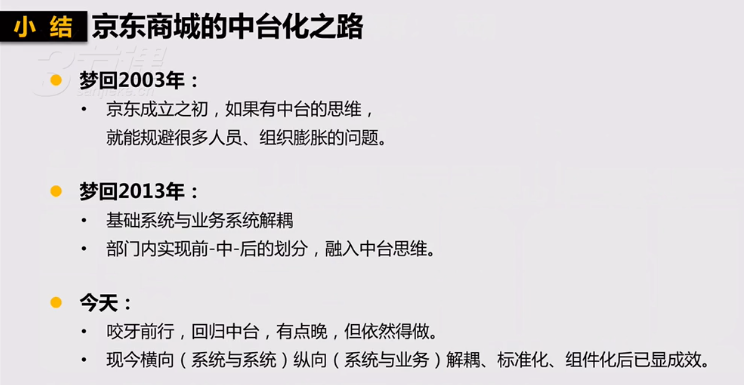 小 结 京东商城的中台化之路
梦回2003年：
京东成立之初，如果有中台的思维，
就能规避很多人员、组织膨胀的问题。
梦回2013年：
基础系统与业务系统解耦
部门内实现前-中-后的划分，融入中台思维。
今天：
咬牙前行，回归中台，有点晚，但依然得做。
现今横向（系统与系统）纵向（系统与业务）解耦、标准化、组件化后已显成效。